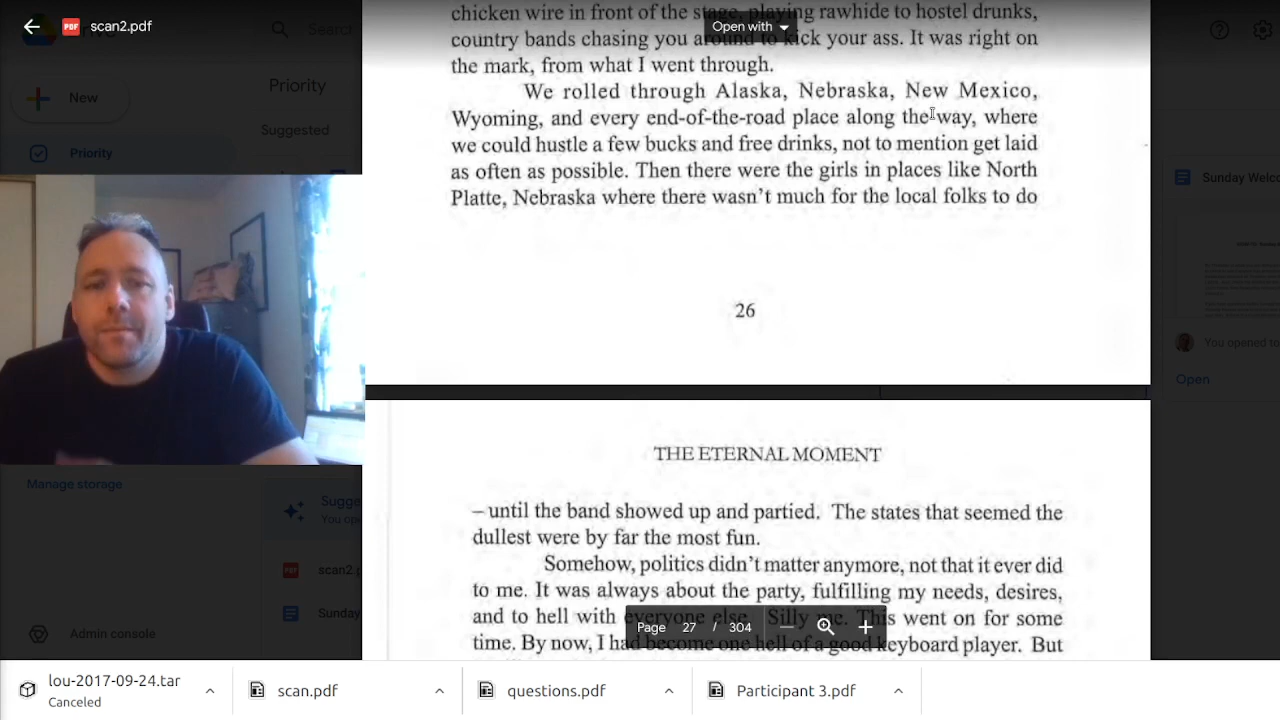 scan2.pdf
Search
Open with
New
Priority
Suggested
Priority
chicken wire in front of the stage, playing rawhide to hostel drunks,
country bands chasing you around to kick your ass. It was right on
the mark, from what I went through.
We rolled through Alaska, Nebraska, New Mexico,
Wyoming, and every end-of-the-road place along the way, where
we could hustle a few bucks and free drinks, not to mention get laid
as often as possible. Then there were the girls in places like North
Platte, Nebraska where there wasn't much for the local folks to do
26
THE ETERNAL MOMENT
– until the band showed up and partied. The states that seemed the
dullest were by far the most fun.
Somehow, politics didn't matter anymore, not that it ever did
to me. It was always about the party, fulfilling my needs, desires,
and to hell with everyone else. Silly me. This went on for some
time. By now, I had become one hell of a good keyboard player. But
Page 27 / 304
Sunday Welco
You opened to
Open
Manage storage
Sugge
You ope
scan2.p
Sunday
Admin console
lou-2017-09-24.tar
Canceled
scan.pdf
questions.pdf
Participant 3.pdf